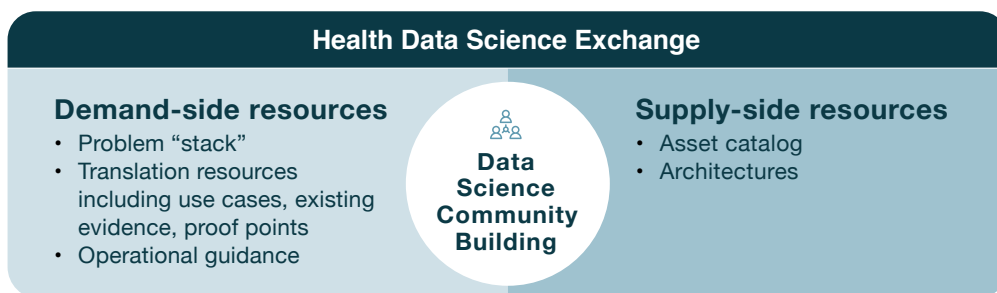 Health Data Science Exchange
Demand-side resources
• Problem “stack”
• Translation resources
including use cases, existing
evidence, proof points
• Operational guidance
Data
Science
Community
Building
Supply-side resources
• Asset catalog
• Architectures